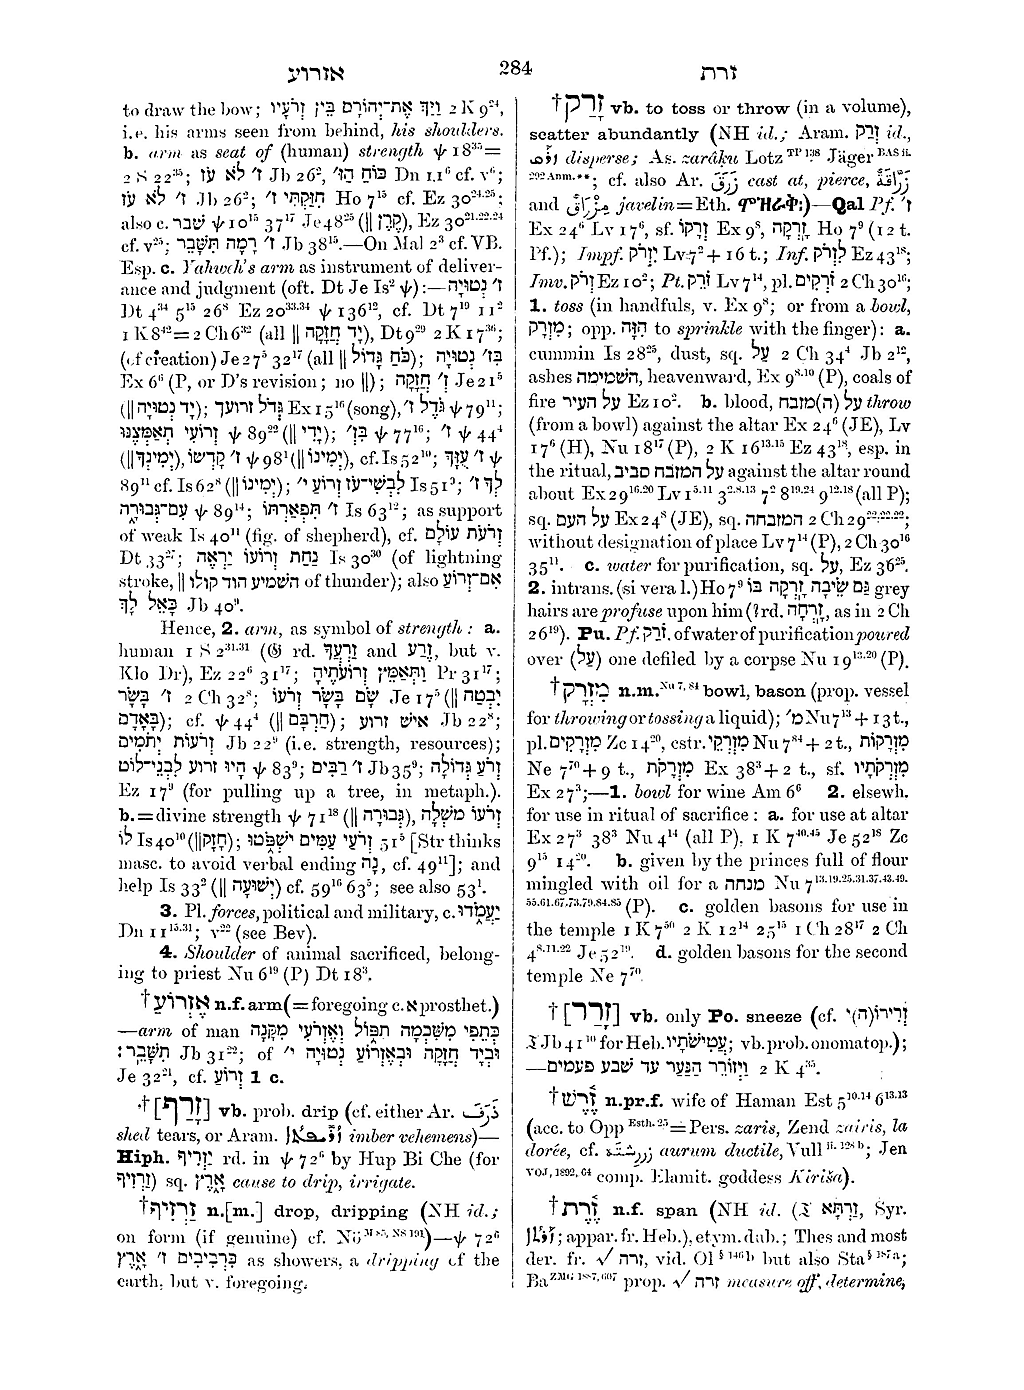 אזרוע
284
זרת
to draw the bow; וַיַּךְ אֶת־יְהוֹרָם בֵּין זְרֹעָיו 2 K 9²⁴,
i.e. his arms seen from behind, his shoulders.
b. arm as seat of (human) strength ψ 18³⁵=
2 S 22³⁵; ז׳ לֹא עֹז Jb 26², כּוֹחַ הַז׳ Dn 11⁶ cf. v⁶;
ז׳ לֹא עֹז Jb 26²; חִזַּקְתִּי ז׳ Ho 7¹⁵ cf. Ez 30²⁴·²⁵;
also c. שבר ψ 10¹⁵ 37¹⁷ Je 48²⁵ (‖ קֶרֶן), Ez 30²¹·²²·²⁴
cf. v²⁵; ז׳ רָמָה תִּשָּׁבֵר Jb 38¹⁵.—On Mal 2³ cf. VB.
Esp. c. Yahweh's arm as instrument of deliver-
ance and judgment (oft. Dt Je Is² ψ):—ז׳ נְטוּיָה
Dt 4³⁴ 5¹⁵ 26⁸ Ez 20³³·³⁴ ψ 136¹², cf. Dt 7¹⁹ 11²
1 K 8⁴²=2 Ch 6³² (all ‖ יָד חֲזָקָה), Dt 9²⁹ 2 K 17³⁶;
(of creation) Je 27⁵ 32¹⁷ (all ‖ כֹּחַ גָּדוֹל); בִּז׳ נְטוּיָה
Ex 6⁶ (P, or D's revision; no ‖); ז׳ חֲזָקָה Je 21⁵
(‖ יָד נְטוּיָה); גְּדֹל זרועך Ex 15¹⁶ (song), גֹּדֶל ז׳ ψ 79¹¹;
זְרוֹעִי תְאַמְּצֶנּוּ ψ 89²² (‖ יָדִי); בִּז׳ ψ 77¹⁶; ז׳ ψ 44⁴
(‖ יְמִינְךָ), ז׳ קָדְשׁוֹ ψ 98¹ (‖ יְמִינוֹ), cf. Is 52¹⁰; ז׳ עֻזְּךָ ψ
89¹¹ cf. Is 62⁸ (‖ יְמִינוֹ); לִבְשִׁי־עֹז זְרוֹעַ י׳ Is 51⁹; לְךָ ז׳
עִם־גְּבוּרָה ψ 89¹⁴; ז׳ תִּפְאַרְתּוֹ Is 63¹²; as support
of weak Is 40¹¹ (fig. of shepherd), cf. זְרֹעֹת עוֹלָם
Dt 33²⁷; נַחַת זְרוֹעוֹ יַרְאֶה Is 30³⁰ (of lightning
stroke, ‖ השמיע הוד קולו of thunder); also אִם־זְרוֹעַ
כָּאֵל לָךְ Jb 40⁹.
Hence, 2. arm, as symbol of strength: a.
human 1 S 2³¹·³¹ (𝔊 rd. זַרְעֲךָ and זֶרַע, but v.
Klo Dr), Ez 22⁶ 31¹⁷; וַתְּאַמֵּץ זְרוֹעֹתֶיהָ Pr 31¹⁷;
ז׳ בָּשָׂר 2 Ch 32⁸; שָׂם בָּשָׂר זְרֹעוֹ Je 17⁵ (‖ יִבְטַח
בָּאָדָם); cf. ψ 44⁴ (‖ חַרְבָּם); איש זרוע Jb 22⁸;
זְרֹעוֹת יְתֹמִים Jb 22⁹ (i.e. strength, resources);
הָיוּ זרוע לִבְנֵי־לוֹט ψ 83⁹; ז׳ רַבִּים Jb 35⁹; זְרֹעַ גְּדוֹלָה
Ez 17⁹ (for pulling up a tree, in metaph.).
b.=divine strength ψ 71¹⁸ (‖ גְּבוּרָה), זְרֹעוֹ משְׁלָה
לוֹ Is 40¹⁰ (‖ חָזָק); זְרֹעַי עַמִּים יִשְׁפֹּטוּ 51⁵ [Str thinks
masc. to avoid verbal ending נָה, cf. 49¹¹]; and
help Is 33² (‖ יְשׁוּעָה) cf. 59¹⁶ 63⁵; see also 53¹.
3. Pl. forces, political and military, c. יַעֲמֹדוּ
Dn 11¹⁵·³¹; v²² (see Bev).
4. Shoulder of animal sacrificed, belong-
ing to priest Nu 6¹⁹ (P) Dt 18³.
†אֶזְרוֹעַ n.f. arm (=foregoing c. א prosthet.)
—arm of man כְּתֵפִי מִשִּׁכְמָה תִפּוֹל וְאֶזְרֹעִי מִקָּנָה
תִּשָּׁבֵר׃ Jb 31²²; of י׳ וּבְיָד חֲזָקָה וּבְאֶזְרוֹעַ נְטוּיָה
Je 32²¹, cf. זְרוֹעַ 1 c.
†[זָרַף] vb. prob. drip (cf. either Ar. ذَرَفَ
shed tears, or Aram. imber vehemens)—
Hiph. יַזְרִיף rd. in ψ 72⁶ by Hup Bi Che (for
זַרְזִיף) sq. אָרֶץ cause to drip, irrigate.
†זַרְזִיף n.[m.] drop, dripping (NH id.;
on form (if genuine) cf. Nö M 85, NS 191)—ψ 72⁶
כִּרְבִיבִים ז׳ אָרֶץ as showers, a dripping of the
earth, but v. foregoing.
†זָרַק vb. to toss or throw (in a volume),
scatter abundantly (NH id.; Aram. זְרַק id.,
disperse; As. zarâḳu Lotz TP 138 Jäger BAS ii.
292 Anm.**; cf. also Ar. زَرَقَ cast at, pierce, زَرَّاقَةٌ
and مِزْرَاقٌ javelin=Eth. )—Qal Pf. ז׳
Ex 24⁶ Lv 17⁶, sf. זְרָקוֹ Ex 9⁸, זָרְקָה Ho 7⁹ (12 t.
Pf.); Impf. יִזְרֹק Lv 7² + 16 t.; Inf. לִזְרֹק Ez 43¹⁸;
Imv. זְרֹק Ez 10²; Pt. זֹרֵק Lv 7¹⁴, pl. זֹרְקִים 2 Ch 30¹⁶;
1. toss (in handfuls, v. Ex 9⁸; or from a bowl,
מִזְרָק; opp. הִזָּה to sprinkle with the finger): a.
cummin Is 28²⁵, dust, sq. עַל 2 Ch 34⁴ Jb 2¹²,
ashes השמימה, heavenward, Ex 9⁸·¹⁰ (P), coals of
fire על העיר Ez 10². b. blood, על (ה)מזבח throw
(from a bowl) against the altar Ex 24⁶ (JE), Lv
17⁶ (H), Nu 18¹⁷ (P), 2 K 16¹³·¹⁵ Ez 43¹⁸, esp. in
the ritual, על המזבח סביב against the altar round
about Ex 29¹⁶·²⁰ Lv 1⁵·¹¹ 3²·⁸·¹³ 7² 8¹⁹·²⁴ 9¹²·¹⁸ (all P);
sq. על העם Ex 24⁸ (JE), sq. המזבחה 2 Ch 29²²·²²·²²;
without designation of place Lv 7¹⁴ (P), 2 Ch 30¹⁶
35¹¹. c. water for purification, sq. על, Ez 36²⁵.
2. intrans. (si vera l.) Ho 7⁹ גַּם שֵׂיבָה זָרְקָה בּוֹ grey
hairs are profuse upon him (? rd. זָרְחָה, as in 2 Ch
26¹⁹). Pu. Pf. זֹרַק. of water of purification poured
over (עַל) one defiled by a corpse Nu 19¹³·²⁰ (P).
†מִזְרָק n.m. Nu 7, 84 bowl, bason (prop. vessel
for throwing or tossing a liquid); מ׳ Nu 7¹³ + 13 t.,
pl. מִזְרָקִים Zc 14²⁰, cstr. מִזְרְקֵי Nu 7⁸⁴ + 2 t., מִזְרָקוֹת
Ne 7⁷⁰ + 9 t., מִזְרָקֹת Ex 38³ + 2 t., sf. מִזְרְקֹתָיו
Ex 27³;—1. bowl for wine Am 6⁶ 2. elsewh.
for use in ritual of sacrifice: a. for use at altar
Ex 27³ 38³ Nu 4¹⁴ (all P), 1 K 7⁴⁰·⁴⁵ Je 52¹⁸ Zc
9¹⁵ 14²⁰. b. given by the princes full of flour
mingled with oil for a מנחה Nu 7¹³·¹⁹·²⁵·³¹·³⁷·⁴³·⁴⁹·
⁵⁵·⁶¹·⁶⁷·⁷³·⁷⁹·⁸⁴·⁸⁵ (P). c. golden basons for use in
the temple 1 K 7⁵⁰ 2 K 12¹⁴ 25¹⁵ 1 Ch 28¹⁷ 2 Ch
4⁸·¹¹·²² Je 52¹⁹. d. golden basons for the second
temple Ne 7⁷⁰.
†[זָרַר] vb. only Po. sneeze (cf. זְרִירוֹ(ה)י
𝔗 Jb 41¹⁰ for Heb. עֲטִישֹׁתָיו; vb. prob. onomatop.);
—וַיְזוֹרֵר הַנַּעַר עד שבע פעמים 2 K 4³⁵.
†זֶרֶשׁ n.pr.f. wife of Haman Est 5¹⁰·¹⁴ 6¹³·¹³
(acc. to Opp Esth. 25=Pers. zaris, Zend zairis, la
dorée, cf. aurum ductile, Vull ii. 128 b; Jen
VOJ, 1892, 64 comp. Elamit. goddess Kiriša).
†זֶרֶת n.f. span (NH id. (𝔗 זַרְתָּא, Syr.
; appar. fr. Heb.), etym. dub.; Thes and most
der. fr. √ זרה, vid. Ol § 146 b but also Sta § 187 a;
Ba ZMG 1887, 607 prop. √ זרה measure off, determine,